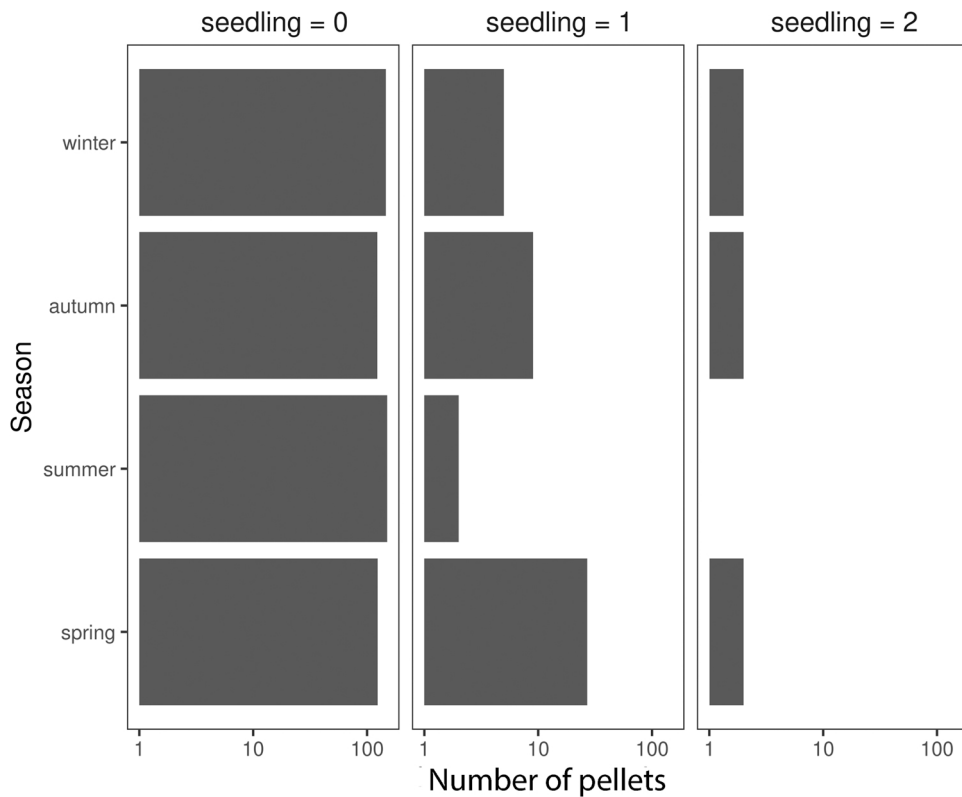 seedling = 0 seedling = 1 seedling = 2
winter
autumn
summer
spring
Season
1 10 100 1 10 100 1 10 100
Number of pellets